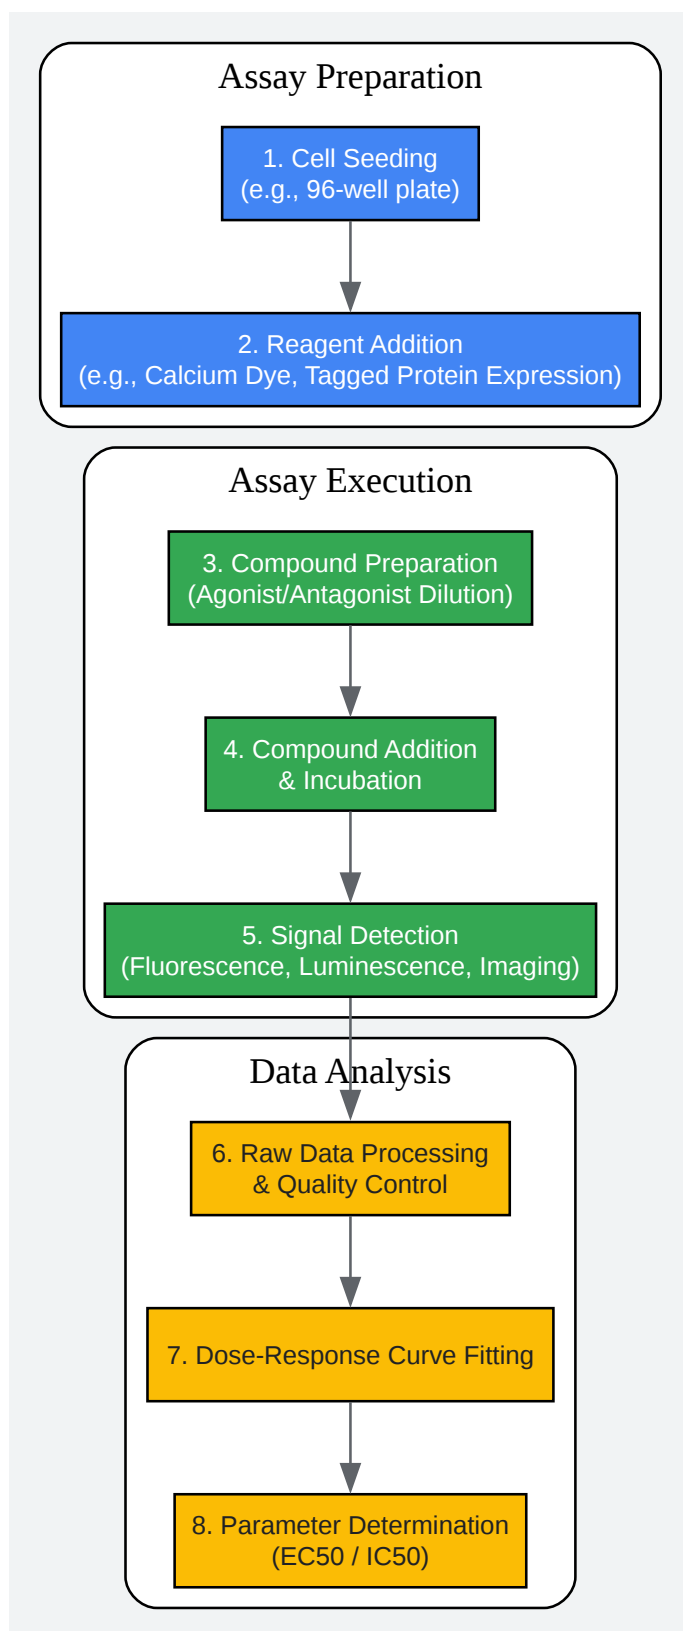 Assay Preparation
1. Cell Seeding
(e.g., 96-well plate)
2. Reagent Addition
(e.g., Calcium Dye, Tagged Protein Expression)
Assay Execution
3. Compound Preparation
(Agonist/Antagonist Dilution)
4. Compound Addition
& Incubation
5. Signal Detection
(Fluorescence, Luminescence, Imaging)
Data Analysis
6. Raw Data Processing
& Quality Control
7. Dose-Response Curve Fitting
8. Parameter Determination
(EC50 / IC50)